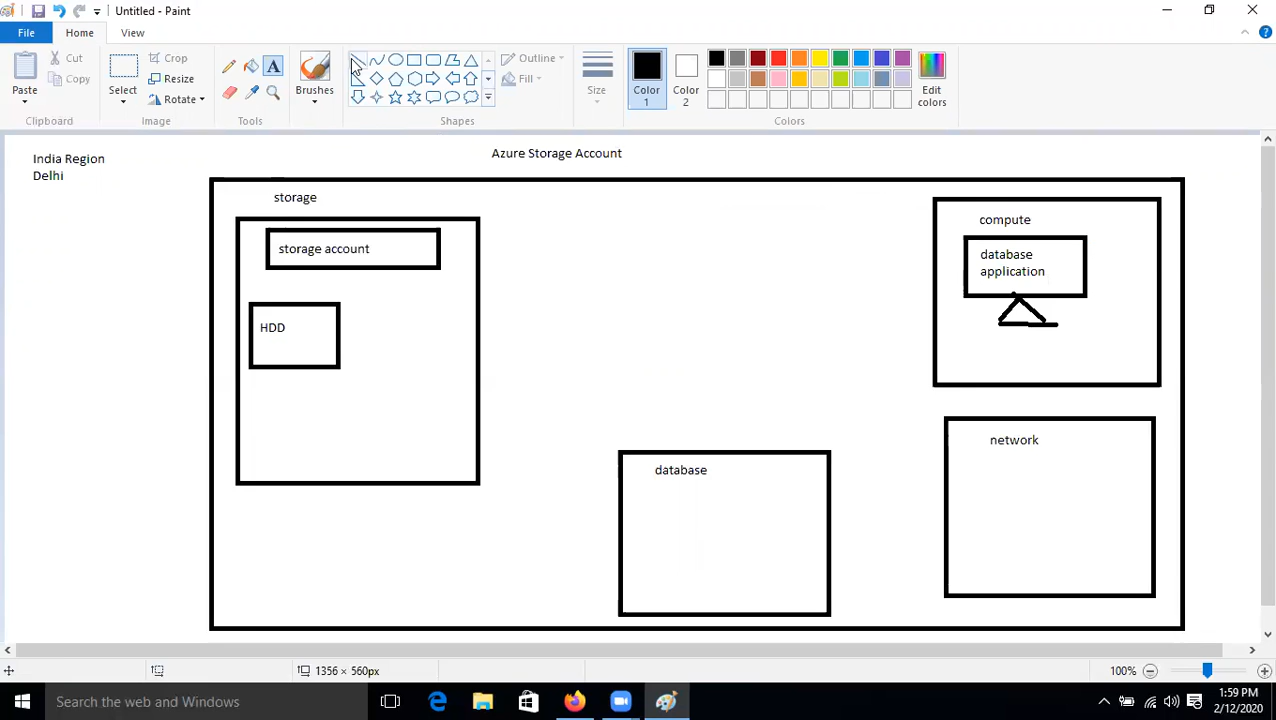 Untitled - Paint
File
Home
View
Paste
Cut
Copy
Clipboard
Select
Crop
Resize
Rotate
Image
A
Tools
Brushes
Outline
Fill
Shapes
Size
Color
1
Color
2
Edit
colors
Colors
India Region
Delhi
Azure Storage Account
storage
storage account
HDD
compute
database
application
database
network
1356 × 560px
100%
Search the web and Windows
1:59 PM
2/12/2020